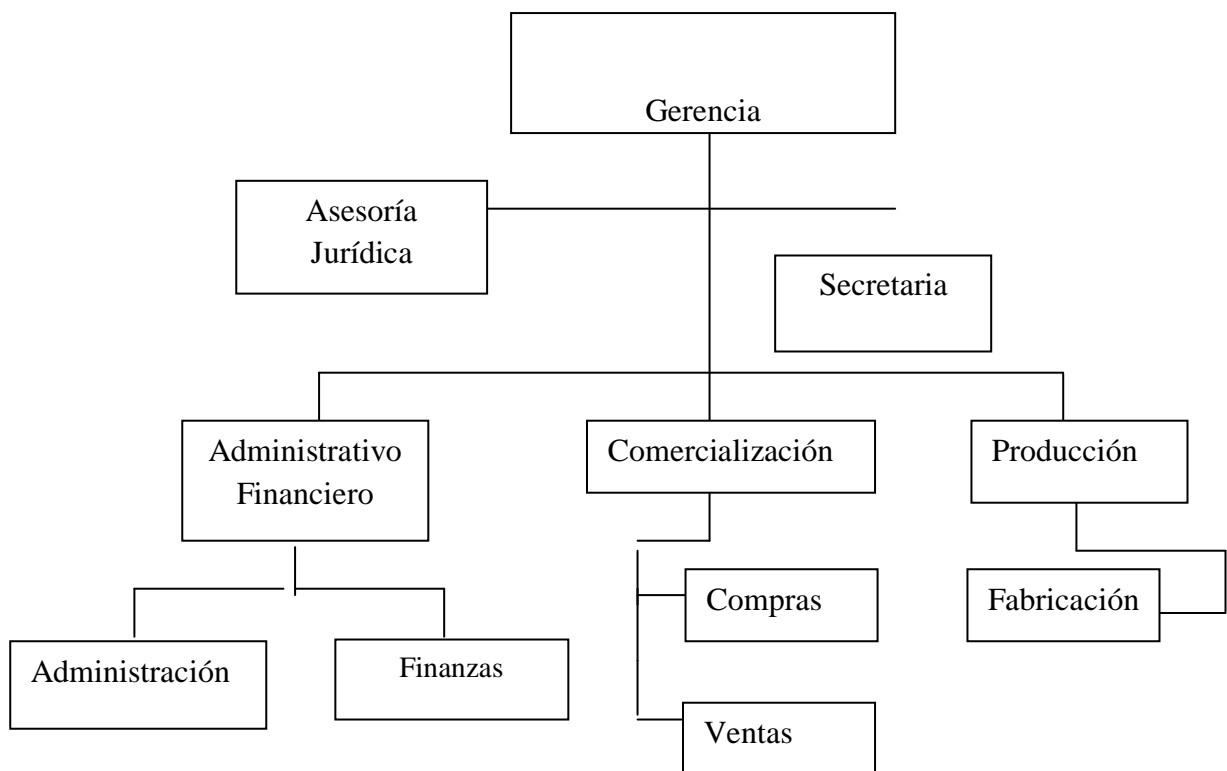 Gerencia
Asesoría
Jurídica
Secretaria
Administrativo
Financiero
Comercialización
Producción
Compras
Fabricación
Administración
Finanzas
Ventas